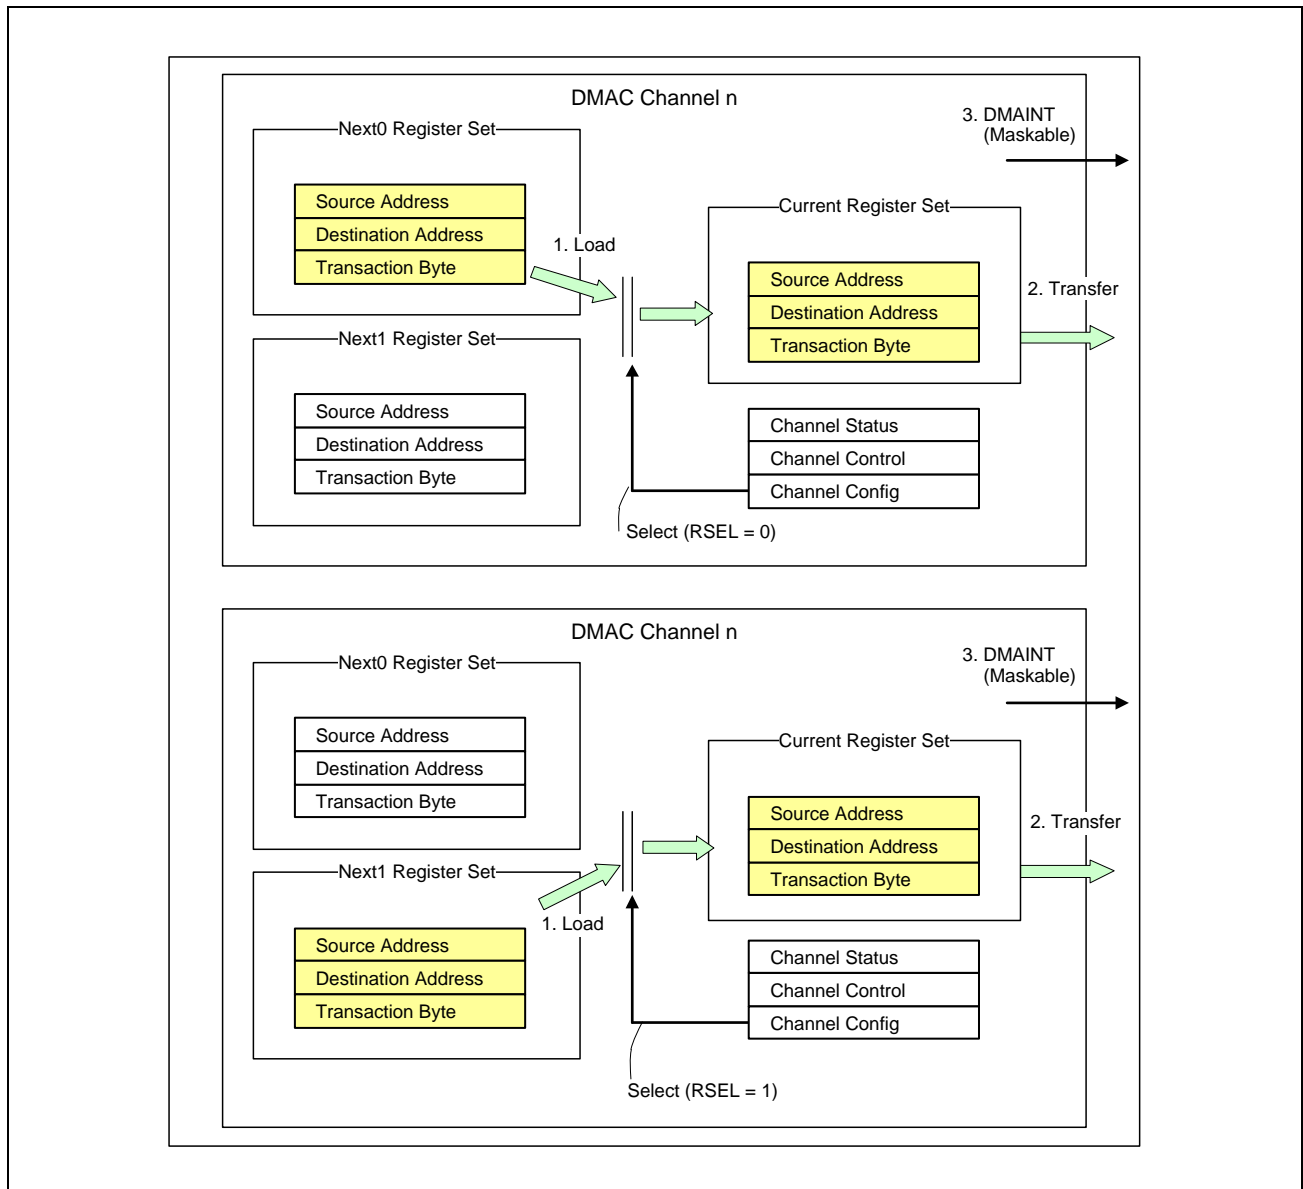 DMAC Channel n
Next0 Register Set
3. DMAINT
(Maskable)
Source Address
Destination Address
Transaction Byte
1. Load
Current Register Set
Source Address
Destination Address
Transaction Byte
2. Transfer
Next1 Register Set
Source Address
Destination Address
Transaction Byte
Channel Status
Channel Control
Channel Config
Select (RSEL = 0)
DMAC Channel n
Next0 Register Set
3. DMAINT
(Maskable)
Source Address
Destination Address
Transaction Byte
Current Register Set
Source Address
Destination Address
Transaction Byte
2. Transfer
Next1 Register Set
1. Load
Source Address
Destination Address
Transaction Byte
Channel Status
Channel Control
Channel Config
Select (RSEL = 1)